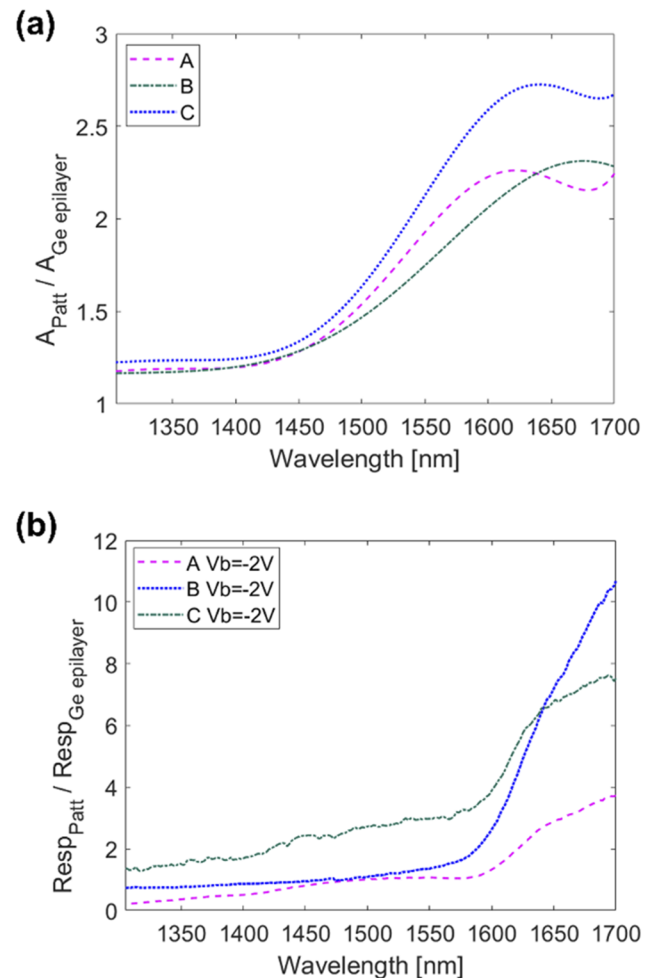 (a)
3
2.5
2
1.5
1
A
B
C
A_Patt / A_Ge epilayer
1350 1400 1450 1500 1550 1600 1650 1700
Wavelength [nm]
(b)
12
10
8
6
4
2
0
A Vb=-2V
B Vb=-2V
C Vb=-2V
Resp_Patt / Resp_Ge epilayer
1350 1400 1450 1500 1550 1600 1650 1700
Wavelength [nm]